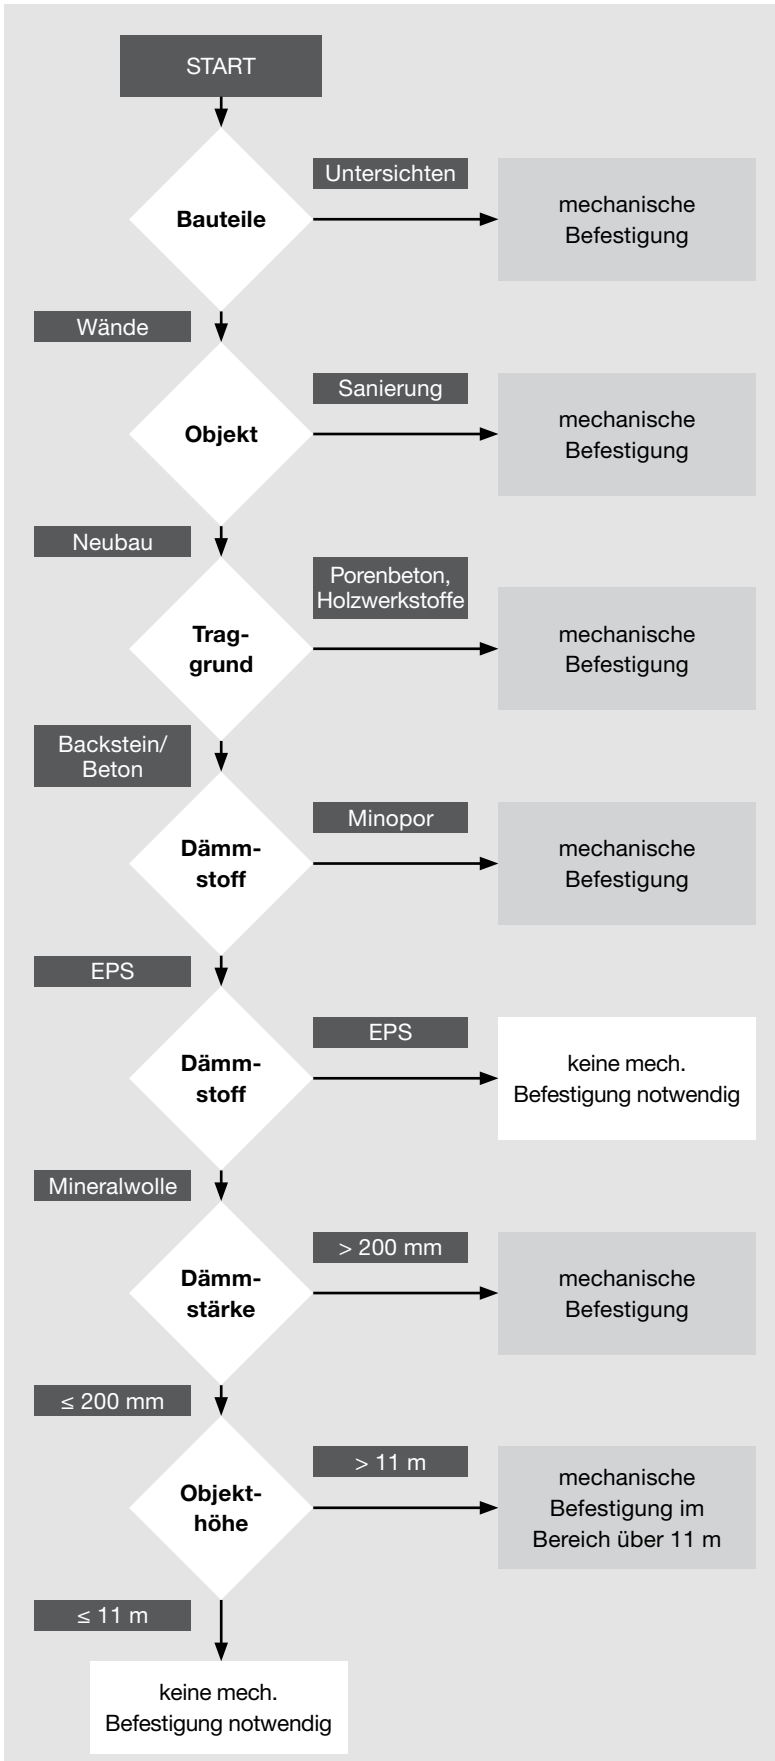 START
Bauteile
Untersichten
mechanische
Befestigung
Wände
Objekt
Sanierung
mechanische
Befestigung
Neubau
Trag-
grund
Porenbeton,
Holzwerkstoffe
mechanische
Befestigung
Backstein/
Beton
Dämm-
stoff
Minopor
mechanische
Befestigung
EPS
Dämm-
stoff
EPS
keine mech.
Befestigung notwendig
Mineralwolle
Dämm-
stärke
> 200 mm
mechanische
Befestigung
≤ 200 mm
Objekt-
höhe
> 11 m
mechanische
Befestigung im
Bereich über 11 m
≤ 11 m
keine mech.
Befestigung notwendig